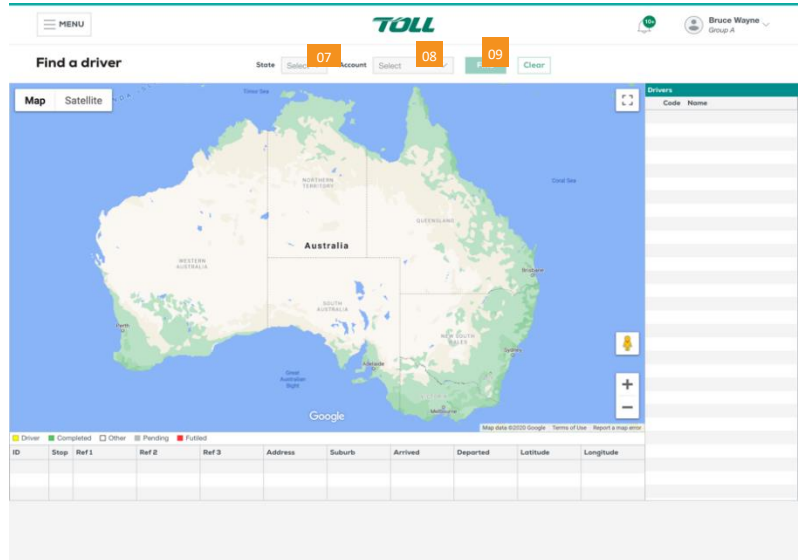 MENU
TOLL
10+
Bruce Wayne
Group A
Find a driver
State
Select
07
Account
Select
08
09
Clear
Map
Satellite
Timor Sea
Drivers
Code Name
NORTHERN
TERRITORY
Coral Sea
QUEENSLAND
Australia
WESTERN
AUSTRALIA
Brisbane
SOUTH
AUSTRALIA
Perth
NEW SOUTH
WALES
Sydney
Adelaide
Great
Australian
Bight
VICTORIA
Melbourne
Google
Map data ©2020 Google Terms of Use Report a map error
Driver Completed Other Pending Futiled
ID Stop Ref 1 Ref 2 Ref 3 Address Suburb Arrived Departed Latitude Longitude